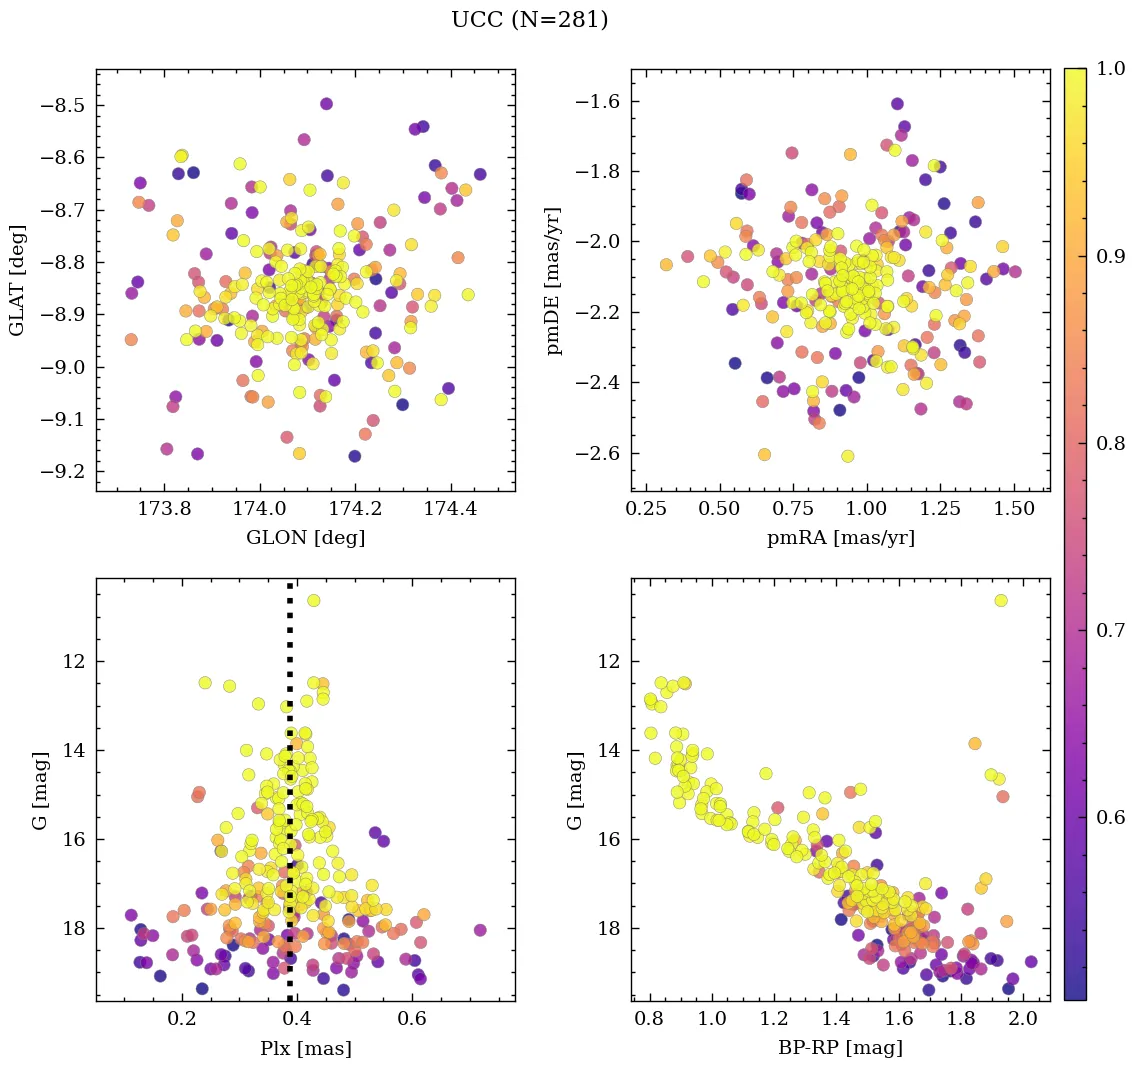 UCC (N=281)
−8.5
−8.6
−8.7
−8.8
−8.9
−9.0
−9.1
−9.2
GLAT [deg]
173.8 174.0 174.2 174.4
GLON [deg]
−1.6
−1.8
−2.0
−2.2
−2.4
−2.6
pmDE [mas/yr]
0.25 0.50 0.75 1.00 1.25 1.50
pmRA [mas/yr]
12
14
16
18
G [mag]
0.2 0.4 0.6
Plx [mas]
12
14
16
18
G [mag]
0.8 1.0 1.2 1.4 1.6 1.8 2.0
BP-RP [mag]
1.0
0.9
0.8
0.7
0.6